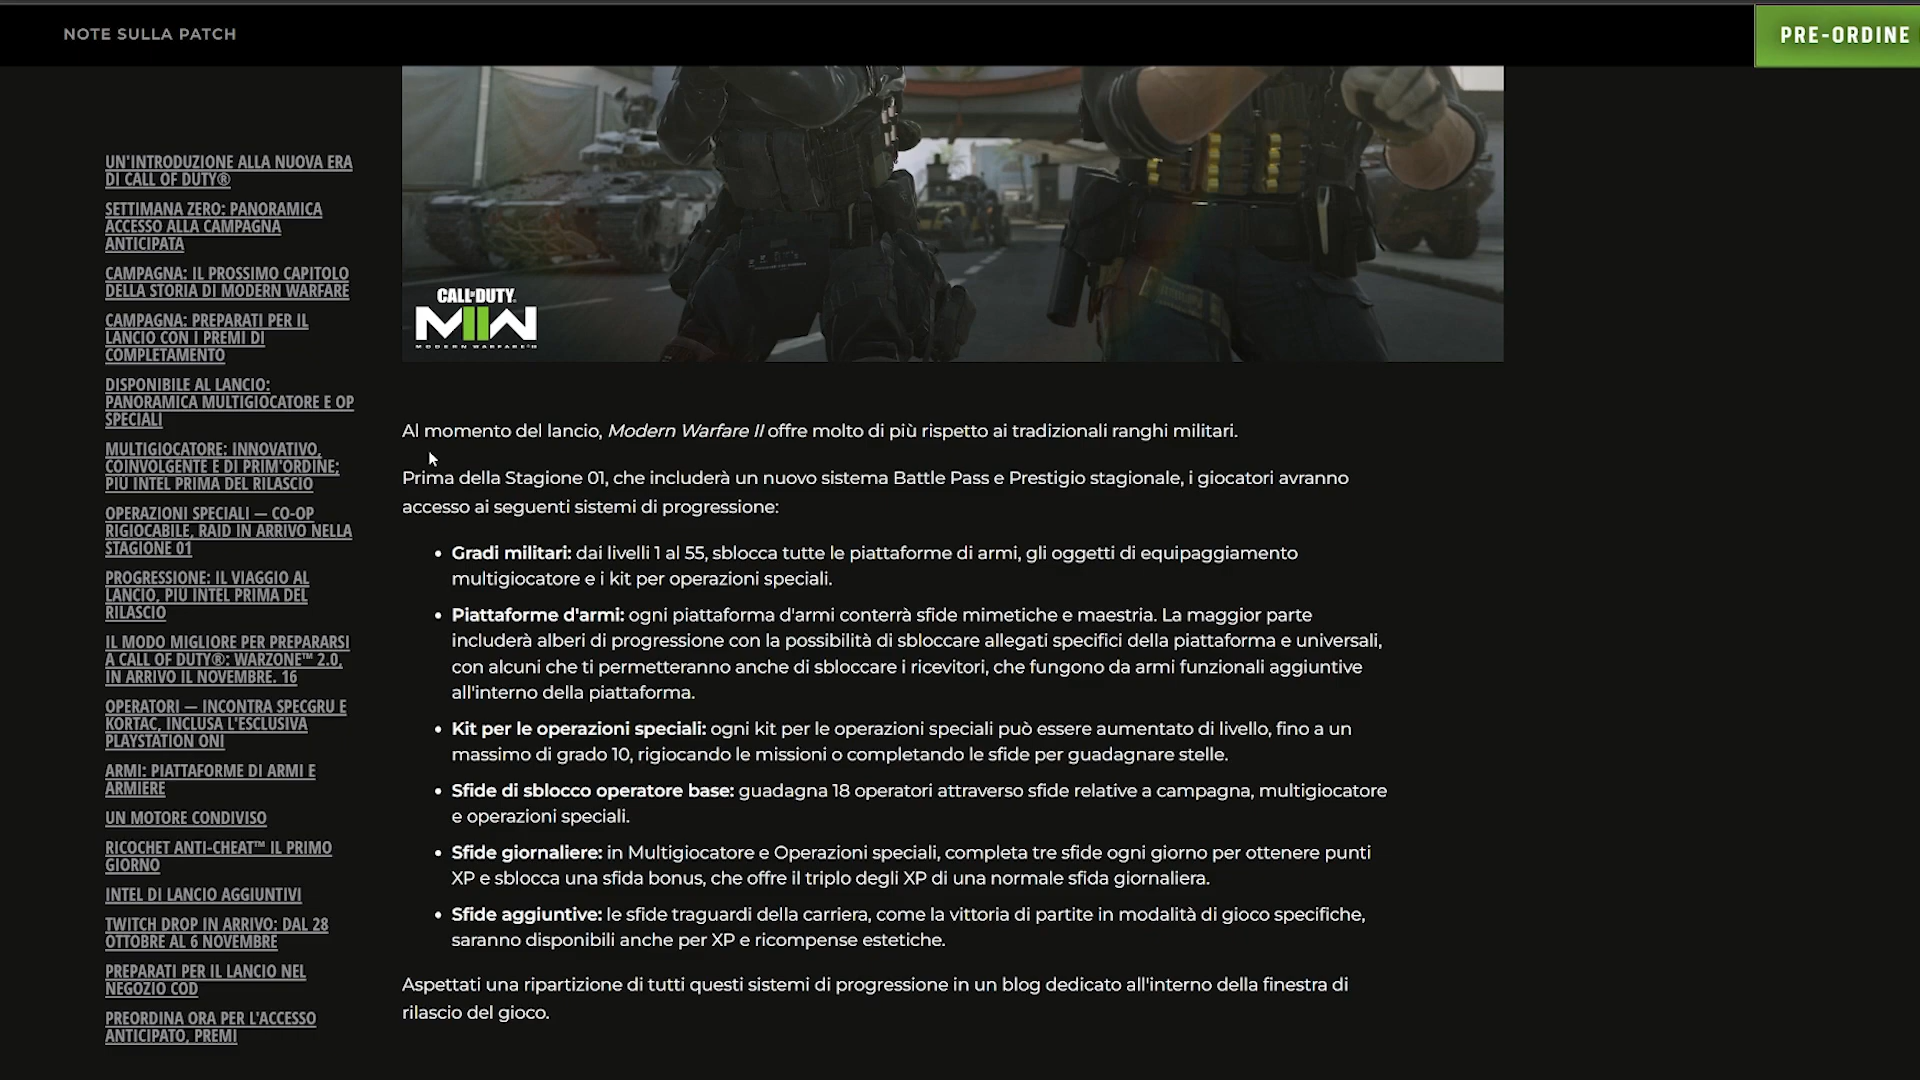 NOTE SULLA PATCH
PRE-ORDINE
UN'INTRODUZIONE ALLA NUOVA ERA
DI CALL OF DUTY®
SETTIMANA ZERO: PANORAMICA
ACCESSO ALLA CAMPAGNA
ANTICIPATA
CAMPAGNA: IL PROSSIMO CAPITOLO
DELLA STORIA DI MODERN WARFARE
CAMPAGNA: PREPARATI PER IL
LANCIO CON I PREMI DI
COMPLETAMENTO
DISPONIBILE AL LANCIO:
PANORAMICA MULTIGIOCATORE E OP
SPECIALI
MULTIGIOCATORE: INNOVATIVO,
COINVOLGENTE E DI PRIM'ORDINE;
PIÙ INTEL PRIMA DEL RILASCIO
OPERAZIONI SPECIALI — CO-OP
RIGIOCABILE, RAID IN ARRIVO NELLA
STAGIONE 01
PROGRESSIONE: IL VIAGGIO AL
LANCIO, PIÙ INTEL PRIMA DEL
RILASCIO
IL MODO MIGLIORE PER PREPARARSI
A CALL OF DUTY®: WARZONE™ 2.0,
IN ARRIVO IL NOVEMBRE. 16
OPERATORI — INCONTRA SPECGRU E
KORTAC, INCLUSA L'ESCLUSIVA
PLAYSTATION ONI
ARMI: PIATTAFORME DI ARMI E
ARMIERE
UN MOTORE CONDIVISO
RICOCHET ANTI-CHEAT™ IL PRIMO
GIORNO
INTEL DI LANCIO AGGIUNTIVI
TWITCH DROP IN ARRIVO: DAL 28
OTTOBRE AL 6 NOVEMBRE
PREPARATI PER IL LANCIO NEL
NEGOZIO COD
PREORDINA ORA PER L'ACCESSO
ANTICIPATO, PREMI
CALL OF DUTY
MWII
MODERN WARFARE II
Al momento del lancio, Modern Warfare II offre molto di più rispetto ai tradizionali ranghi militari.
Prima della Stagione 01, che includerà un nuovo sistema Battle Pass e Prestigio stagionale, i giocatori avranno
accesso ai seguenti sistemi di progressione:
• Gradi militari: dai livelli 1 al 55, sblocca tutte le piattaforme di armi, gli oggetti di equipaggiamento
multigiocatore e i kit per operazioni speciali.
• Piattaforme d'armi: ogni piattaforma d'armi conterrà sfide mimetiche e maestria. La maggior parte
includerà alberi di progressione con la possibilità di sbloccare allegati specifici della piattaforma e universali,
con alcuni che ti permetteranno anche di sbloccare i ricevitori, che fungono da armi funzionali aggiuntive
all'interno della piattaforma.
• Kit per le operazioni speciali: ogni kit per le operazioni speciali può essere aumentato di livello, fino a un
massimo di grado 10, rigiocando le missioni o completando le sfide per guadagnare stelle.
• Sfide di sblocco operatore base: guadagna 18 operatori attraverso sfide relative a campagna, multigiocatore
e operazioni speciali.
• Sfide giornaliere: in Multigiocatore e Operazioni speciali, completa tre sfide ogni giorno per ottenere punti
XP e sblocca una sfida bonus, che offre il triplo degli XP di una normale sfida giornaliera.
• Sfide aggiuntive: le sfide traguardi della carriera, come la vittoria di partite in modalità di gioco specifiche,
saranno disponibili anche per XP e ricompense estetiche.
Aspettati una ripartizione di tutti questi sistemi di progressione in un blog dedicato all'interno della finestra di
rilascio del gioco.